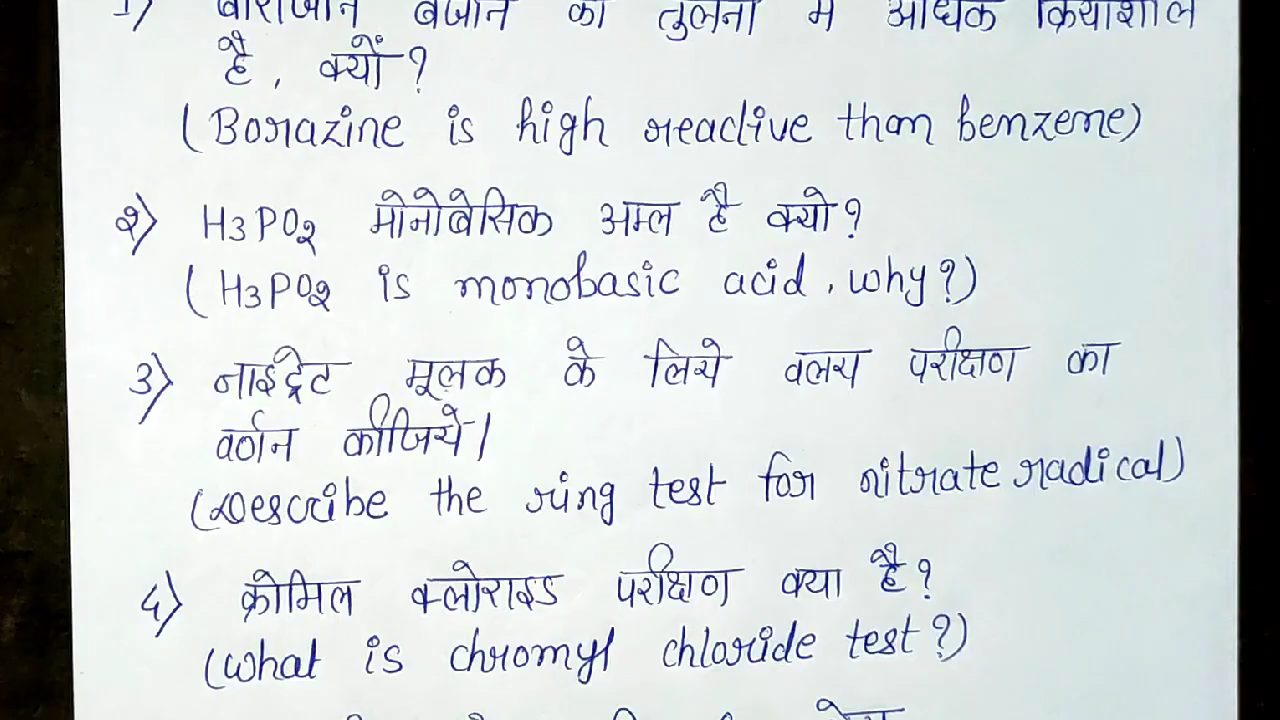 1) बोराजीन बेंजीन की तुलना में अधिक क्रियाशील
है, क्यों?
(Borazine is high reactive than benzene)
2) H3PO2 मोनोबेसिक अम्ल है क्यो?
(H3PO2 is monobasic acid, why?)
3) नाइट्रेट मूलक के लिये वलय परीक्षण का
वर्णन कीजिये।
(Describe the ring test for nitrate radical)
4) क्रोमिल क्लोराइड परीक्षण क्या है?
(What is chromyl chloride test?)